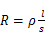 R = ρ l/s